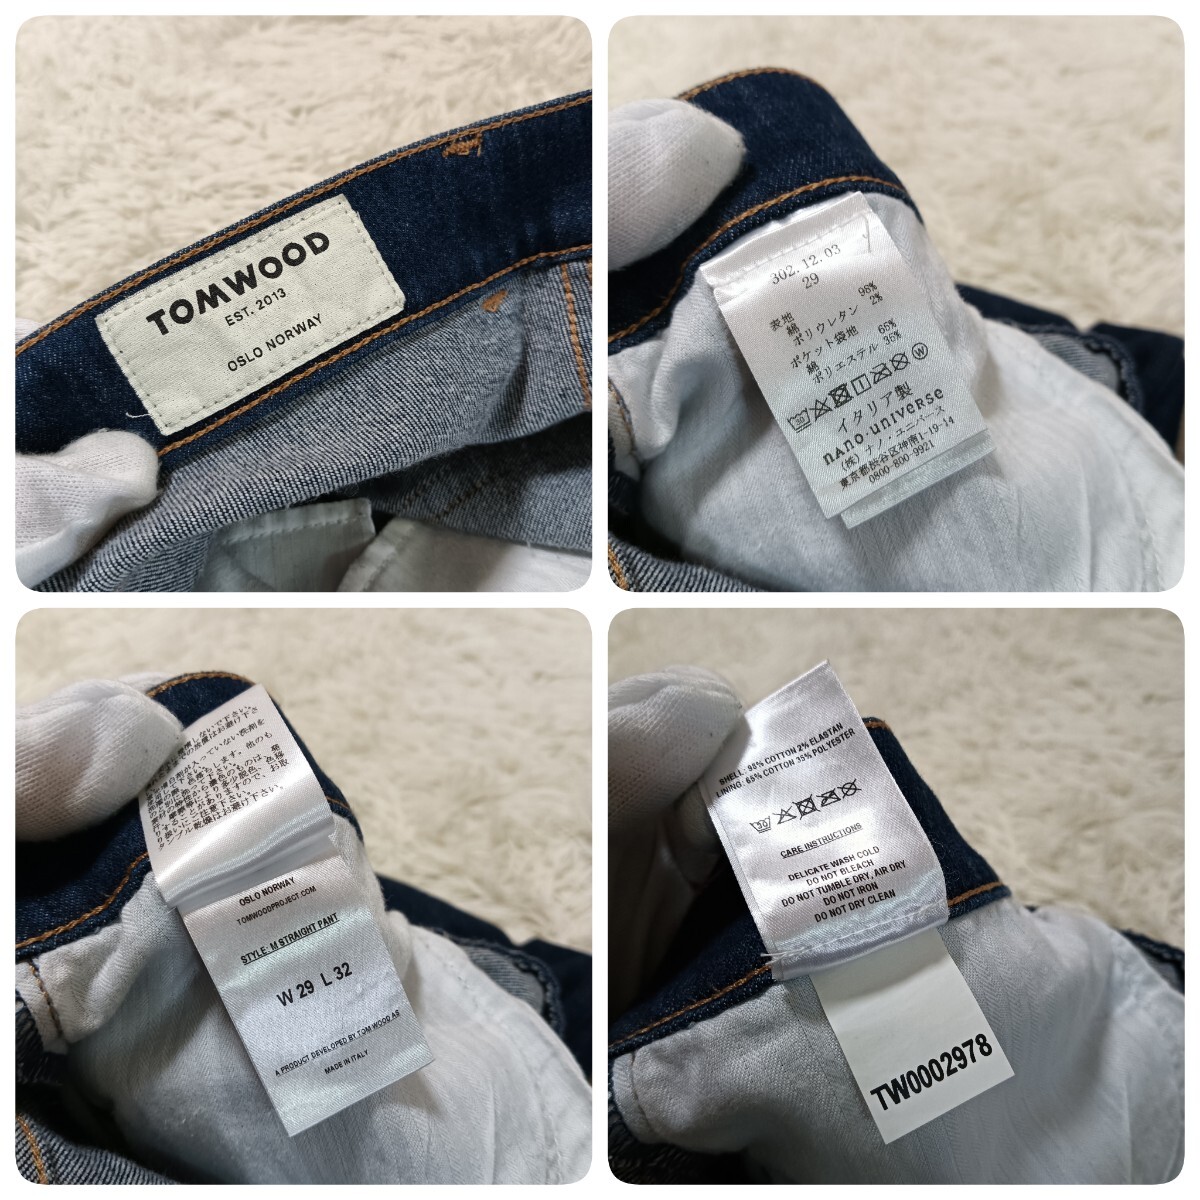 TOMWOOD
EST. 2013
OSLO NORWAY
302.12.03
29
表地
綿 98%
ポリウレタン 2%
ポケット袋地
綿 65%
ポリエステル 35%
30
W
イタリア製
nano·universe
(株)ナノ・ユニバース
東京都渋谷区神南1-19-14
0800-800-9921
OSLO NORWAY
TOMWOODPROJECT.COM
STYLE: M STRAIGHT PANT
W 29 L 32
A PRODUCT DEVELOPED BY TOM WOOD AS
MADE IN ITALY
SHELL: 98% COTTON 2% ELASTAN
LINING: 65% COTTON 35% POLYESTER
30
CARE INSTRUCTIONS
DELICATE WASH COLD
DO NOT BLEACH
DO NOT TUMBLE DRY, AIR DRY
DO NOT IRON
DO NOT DRY CLEAN
TW0002978